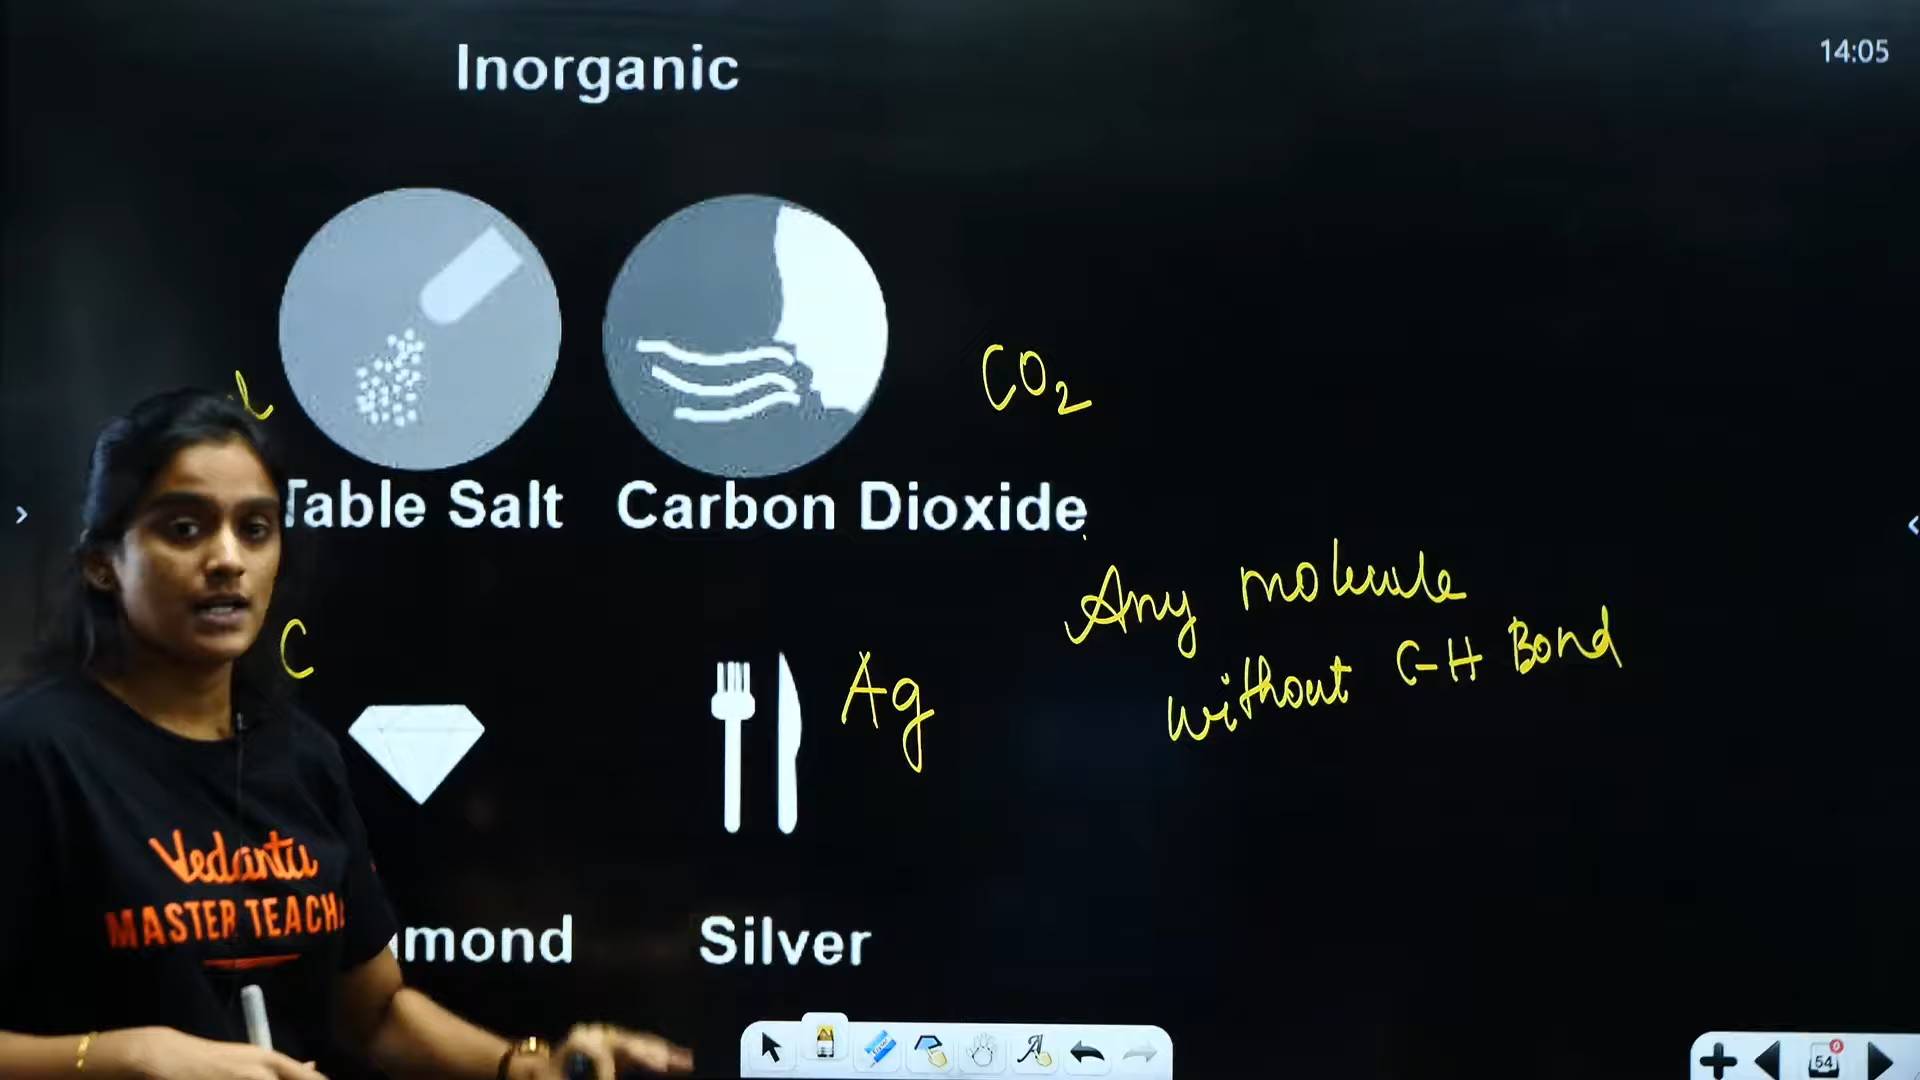 Inorganic
14:05
CO2
Table Salt
Carbon Dioxide
Any molecule
without C-H Bond
C
Ag
Vedantu
MASTER TEACH
mond
Silver
54